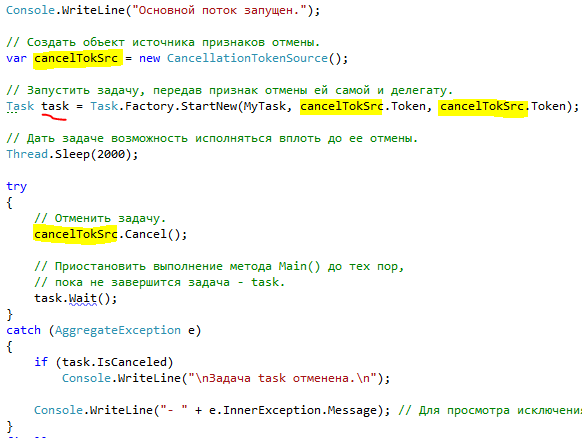 Console.WriteLine("Основной поток запущен.");
// Создать объект источника признаков отмены.
var cancelTokSrc = new CancellationTokenSource();
// Запустить задачу, передав признак отмены ей самой и делегату.
Task task = Task.Factory.StartNew(MyTask, cancelTokSrc.Token, cancelTokSrc.Token);
// Дать задаче возможность исполняться вплоть до ее отмены.
Thread.Sleep(2000);
try
{
// Отменить задачу.
cancelTokSrc.Cancel();
// Приостановить выполнение метода Main() до тех пор,
// пока не завершится задача - task.
task.Wait();
}
catch (AggregateException e)
{
if (task.IsCanceled)
Console.WriteLine("\nЗадача task отменена.\n");
Console.WriteLine("- " + e.InnerException.Message); // Для просмотра исключения
}